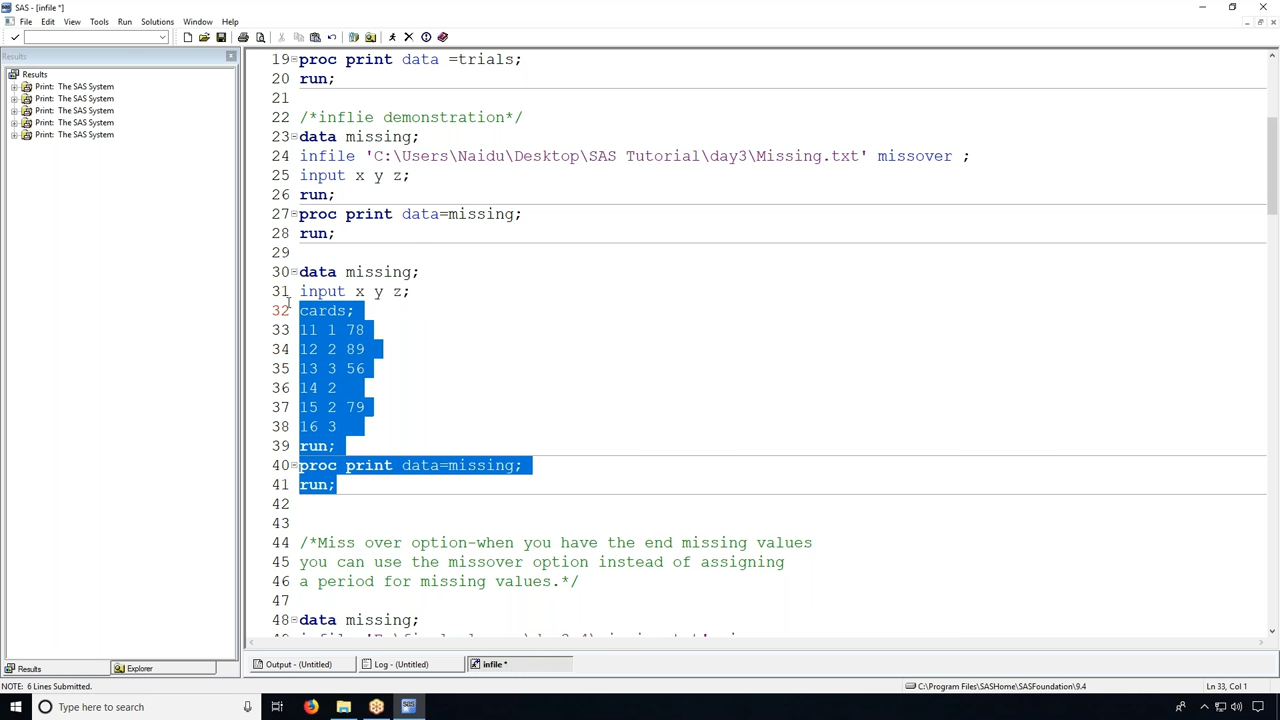 SAS - [infile *]
File Edit View Tools Run Solutions Window Help
Results
Results
Print: The SAS System
Print: The SAS System
Print: The SAS System
Print: The SAS System
Print: The SAS System
19 proc print data =trials;
20 run;
21
22 /*inflie demonstration*/
23 data missing;
24 infile 'C:\Users\Naidu\Desktop\SAS Tutorial\day3\Missing.txt' missover ;
25 input x y z;
26 run;
27 proc print data=missing;
28 run;
29
30 data missing;
31 input x y z;
32 cards;
33 11 1 78
34 12 2 89
35 13 3 56
36 14 2
37 15 2 79
38 16 3
39 run;
40 proc print data=missing;
41 run;
42
43
44 /*Miss over option-when you have the end missing values
45 you can use the missover option instead of assigning
46 a period for missing values.*/
47
48 data missing;
Results Explorer Output - (Untitled) Log - (Untitled) infile *
NOTE: 6 Lines Submitted. C:\Program Files\SASHome\SASFoundation\9.4 Ln 33, Col 1
Type here to search